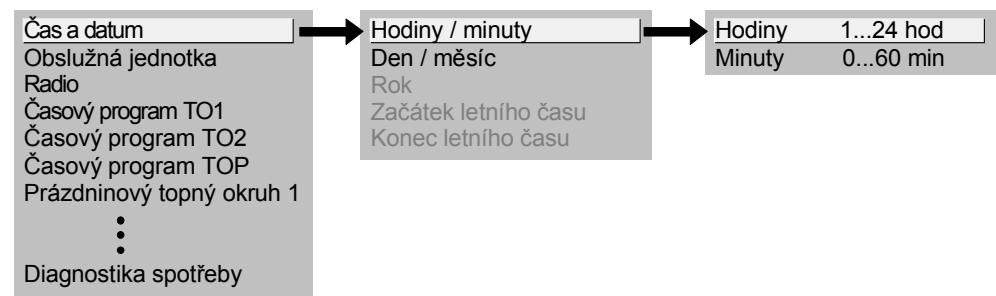 Čas a datum
Obslužná jednotka
Radio
Časový program TO1
Časový program TO2
Časový program TOP
Prázdninový topný okruh 1
Diagnostika spotřeby
Hodiny / minuty
Den / měsíc
Rok
Začátek letního času
Konec letního času
Hodiny 1...24 hod
Minuty 0...60 min